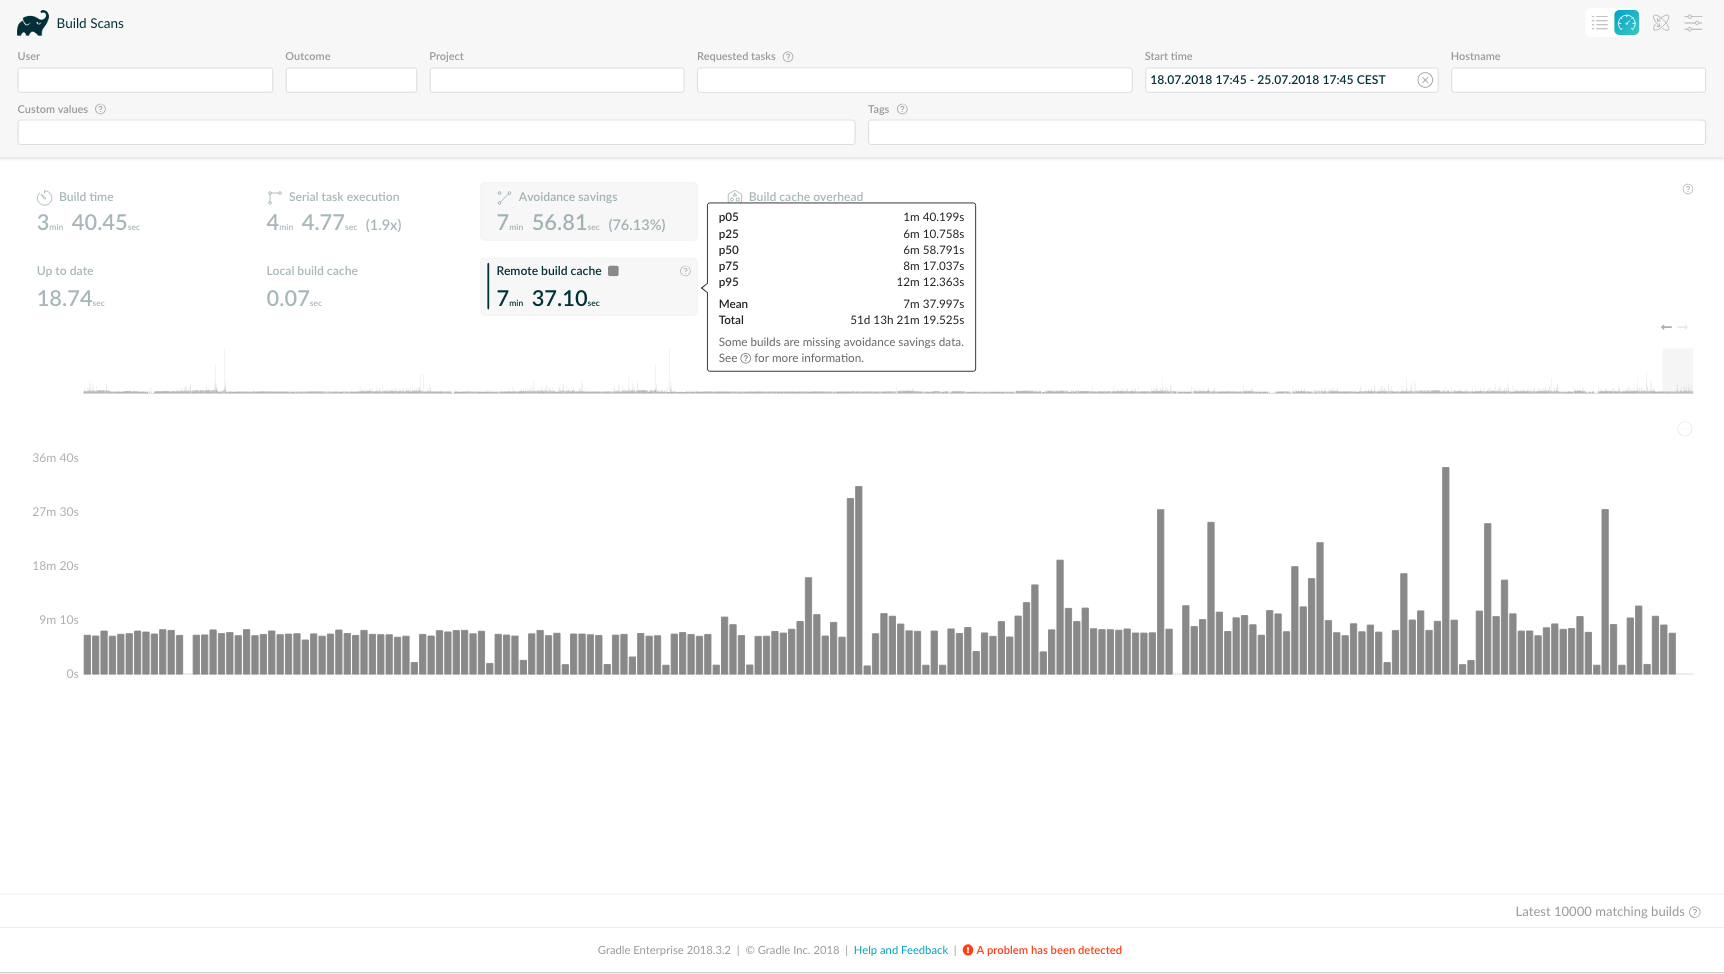 Build Scans
User
Outcome
Project
Requested tasks ?
Start time
Hostname
18.07.2018 17:45 - 25.07.2018 17:45 CEST
Custom values ?
Tags ?
Build time
3min 40.45sec
Serial task execution
4min 4.77sec (1.9x)
Avoidance savings
7min 56.81sec (76.13%)
Build cache overhead
?
Up to date
18.74sec
Local build cache
0.07sec
Remote build cache ?
7min 37.10sec
p05 1m 40.199s
p25 6m 10.758s
p50 6m 58.791s
p75 8m 17.037s
p95 12m 12.363s
Mean 7m 37.997s
Total 51d 13h 21m 19.525s
Some builds are missing avoidance savings data.
See ? for more information.
36m 40s
27m 30s
18m 20s
9m 10s
0s
Latest 10000 matching builds ?
Gradle Enterprise 2018.3.2 | © Gradle Inc. 2018 | Help and Feedback | ! A problem has been detected